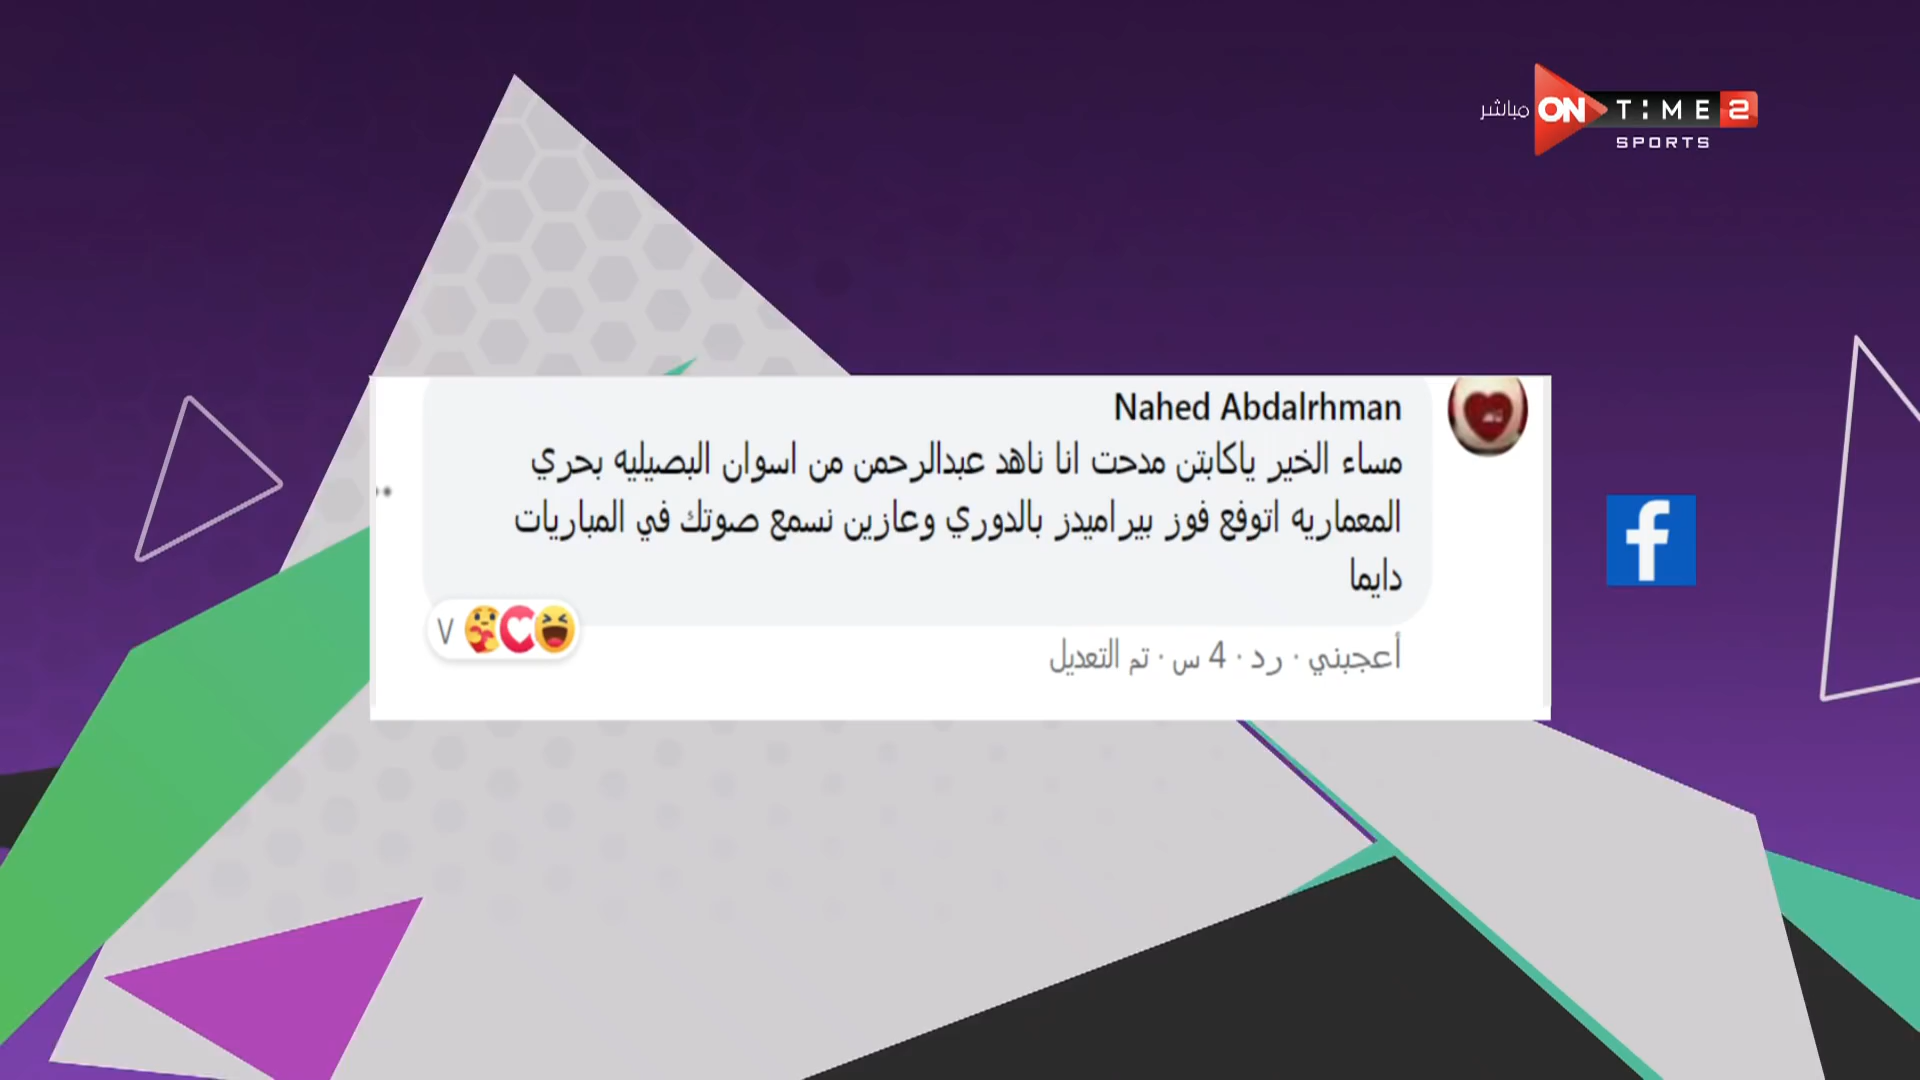 مباشر ON TIME 2
SPORTS
Nahed Abdalrhman
مساء الخير ياكابتن مدحت انا ناهد عبدالرحمن من اسوان البصيليه بحري
المعماريه اتوفع فوز بيراميدز بالدوري وعازين نسمع صوتك في المباريات
دايما
٧
أعجبني · رد · 4 س · تم التعديل